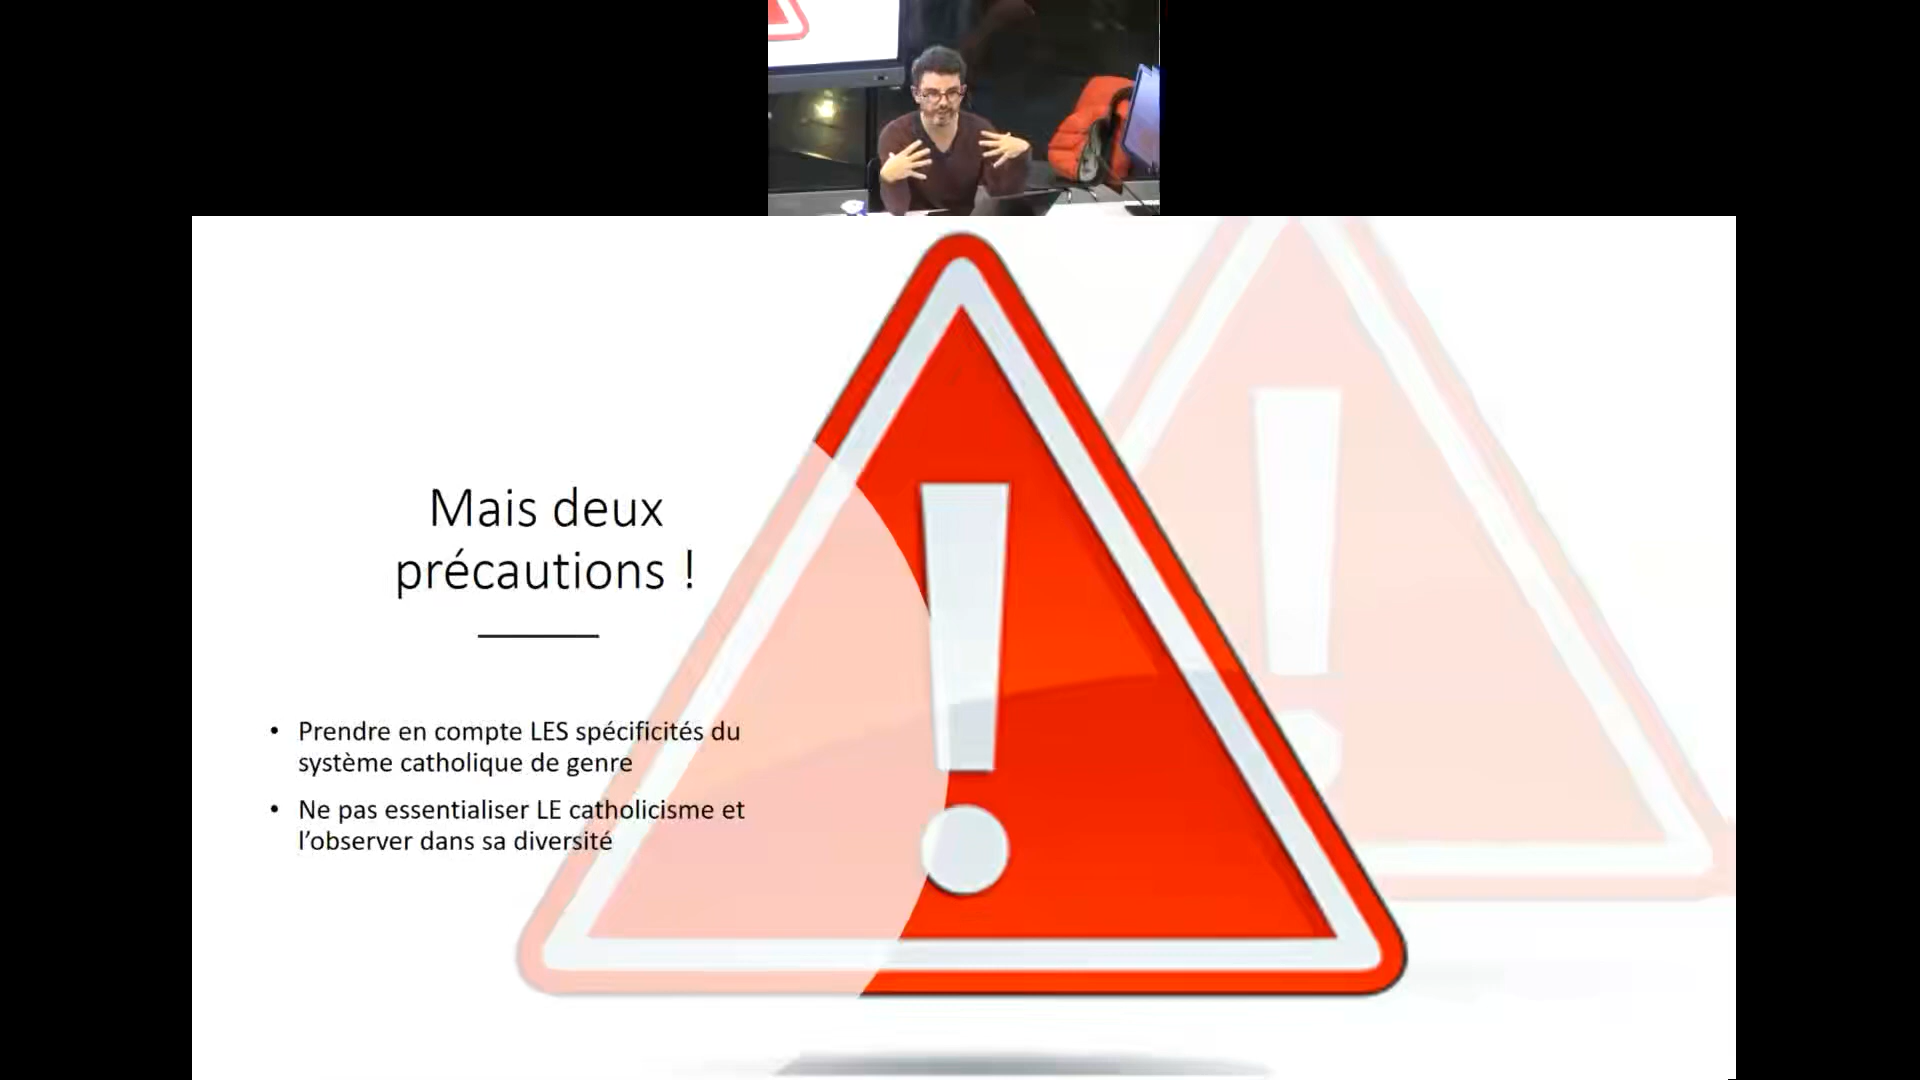 Mais deux
précautions !
• Prendre en compte LES spécificités du
système catholique de genre
• Ne pas essentialiser LE catholicisme et
l'observer dans sa diversité